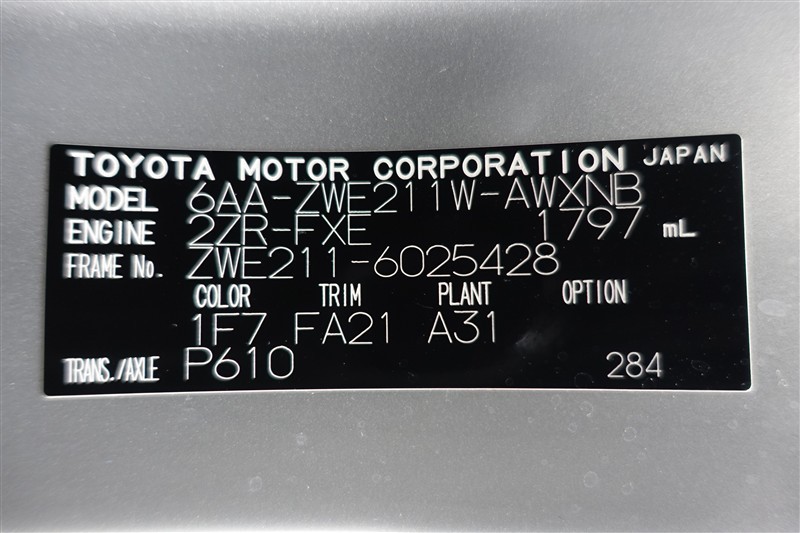 TOYOTA MOTOR CORPORATION JAPAN
MODEL 6AA-ZWE211W-AWXNB
ENGINE 2ZR-FXE 1797 mL
FRAME No. ZWE211-6025428
COLOR TRIM PLANT OPTION
1F7 FA21 A31
TRANS./AXLE P610 284